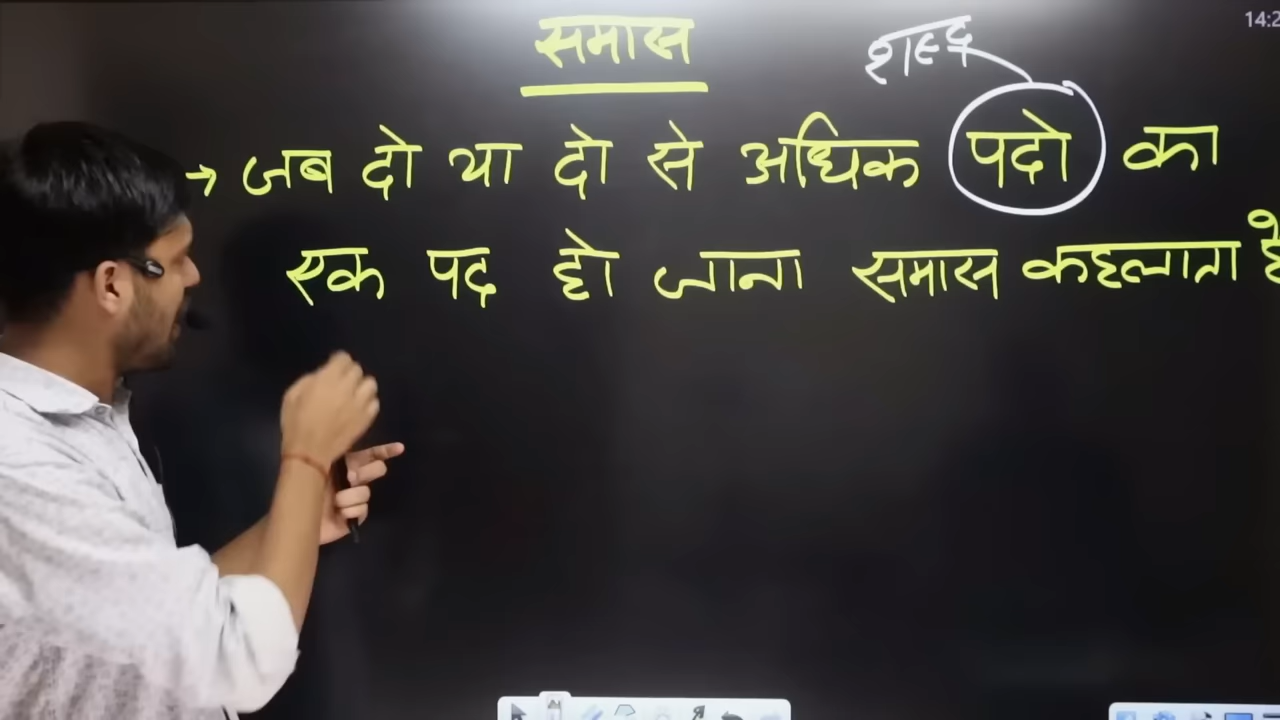 समास
शब्द
14:2
→ जब दो या दो से अधिक पदो का
एक पद हो जाना समास कहलाता है